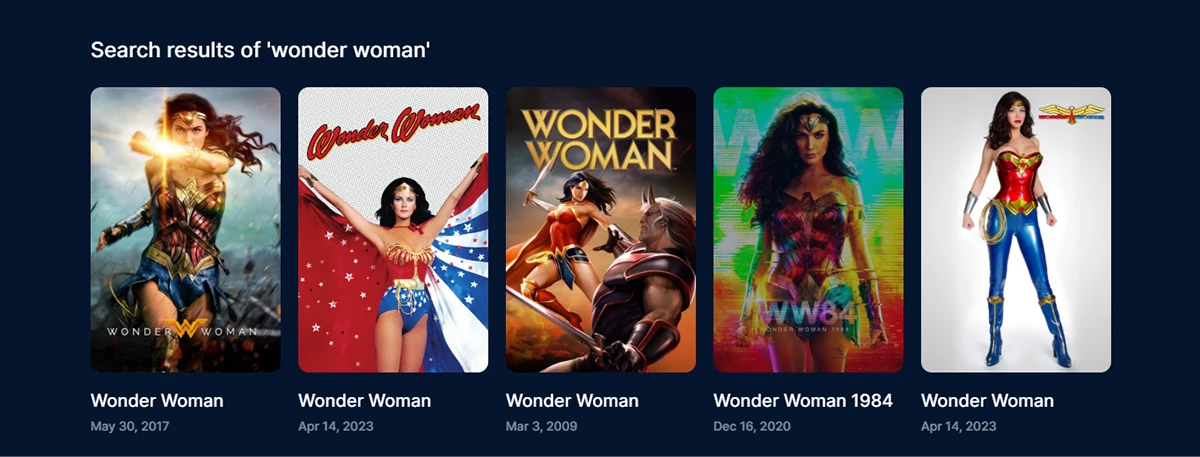 Search results of 'wonder woman'
WONDER WOMAN
Wonder Woman
WONDER
WOMAN
WW84
WONDER WOMAN 1984
Wonder Woman
Wonder Woman
May 30, 2017
Wonder Woman
Apr 14, 2023
Wonder Woman
Mar 3, 2009
Wonder Woman 1984
Dec 16, 2020
Wonder Woman
Apr 14, 2023